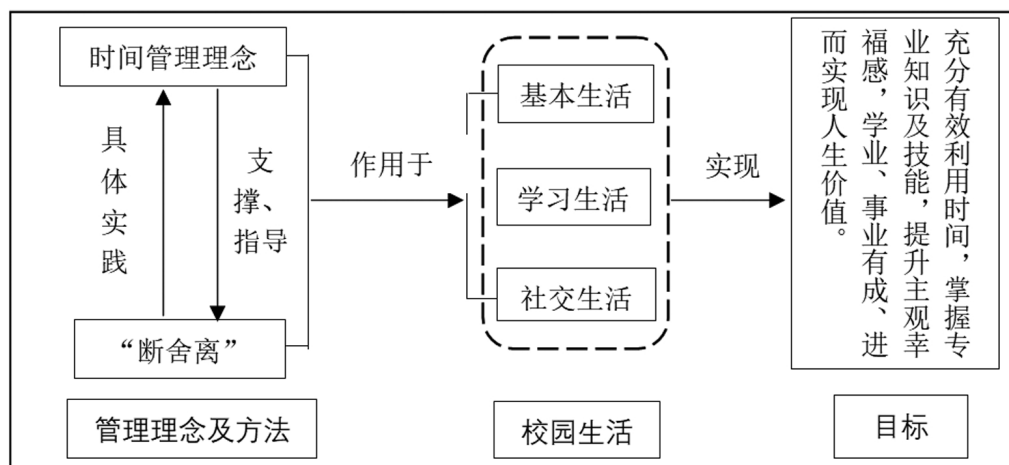 时间管理理念
具体实践
支
撑、
指导
“断舍离”
作用于
基本生活
学习生活
社交生活
实现
充分有效利用时间，掌握专
业知识及技能，提升主观幸
福感，学业、事业有成、进
而实现人生价值。
管理理念及方法
校园生活
目标